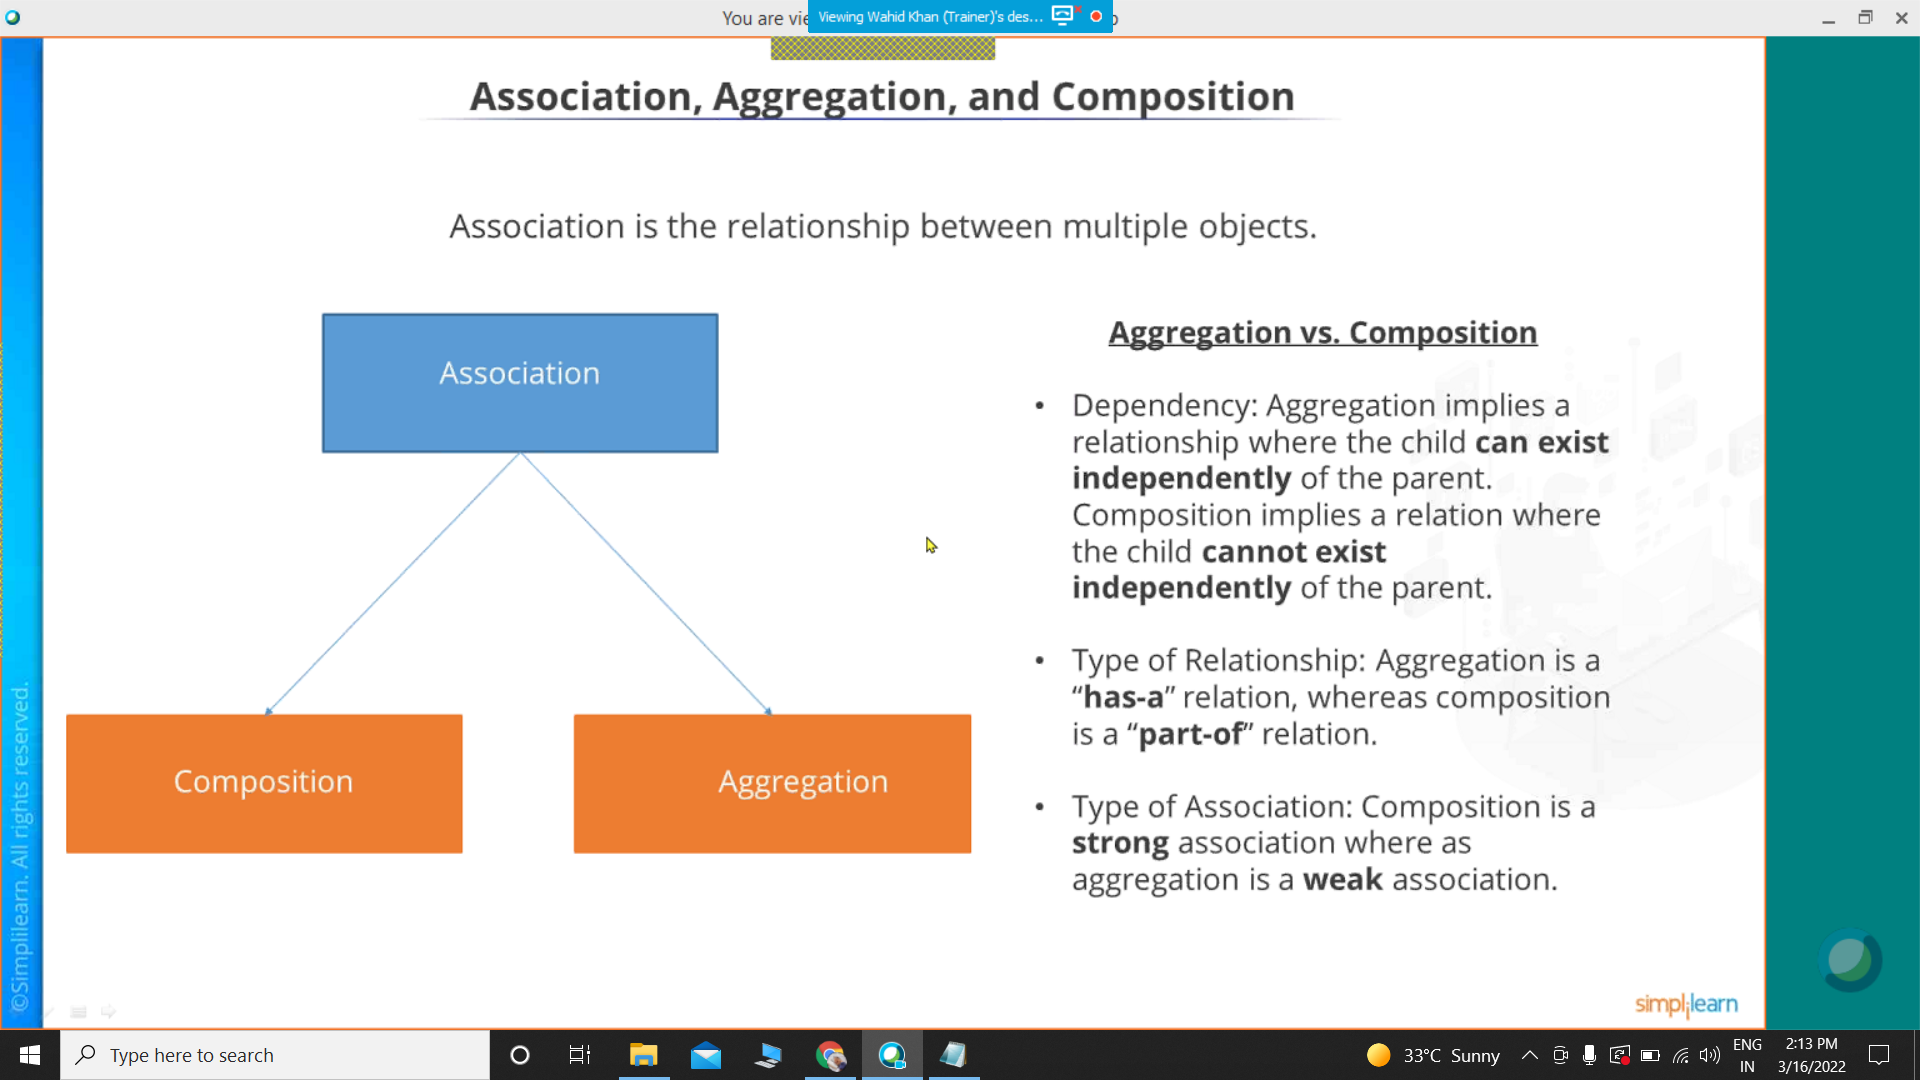 You are vie
Viewing Wahid Khan (Trainer)'s des...
Association, Aggregation, and Composition
Association is the relationship between multiple objects.
Association
Composition
Aggregation
Aggregation vs. Composition
• Dependency: Aggregation implies a
relationship where the child can exist
independently of the parent.
Composition implies a relation where
the child cannot exist
independently of the parent.
• Type of Relationship: Aggregation is a
“has-a” relation, whereas composition
is a “part-of” relation.
• Type of Association: Composition is a
strong association where as
aggregation is a weak association.
©Simplilearn. All rights reserved.
simplilearn
Type here to search
33°C Sunny
ENG
IN
2:13 PM
3/16/2022